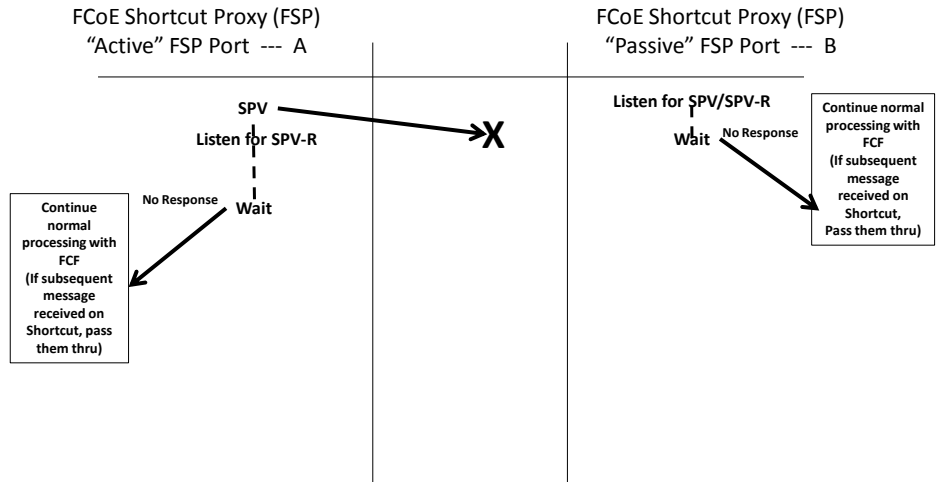 FCoE Shortcut Proxy (FSP)
“Active” FSP Port --- A
FCoE Shortcut Proxy (FSP)
“Passive” FSP Port --- B
SPV
Listen for SPV-R
Wait
No Response
Continue
normal
processing with
FCF
(If subsequent
message
received on
Shortcut, pass
them thru)
X
Listen for SPV/SPV-R
Wait
No Response
Continue normal
processing with
FCF
(If subsequent
message
received on
Shortcut,
Pass them thru)